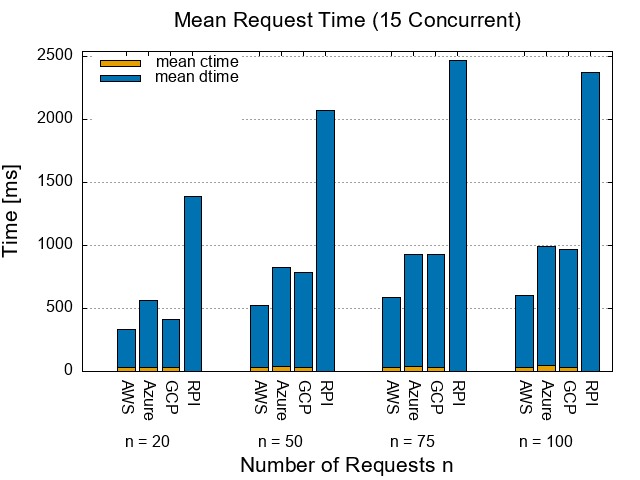 Mean Request Time (15 Concurrent)
mean ctime
mean dtime
Time [ms]
2500
2000
1500
1000
500
0
AWS Azure GCP RPI AWS Azure GCP RPI AWS Azure GCP RPI AWS Azure GCP RPI
n = 20 n = 50 n = 75 n = 100
Number of Requests n